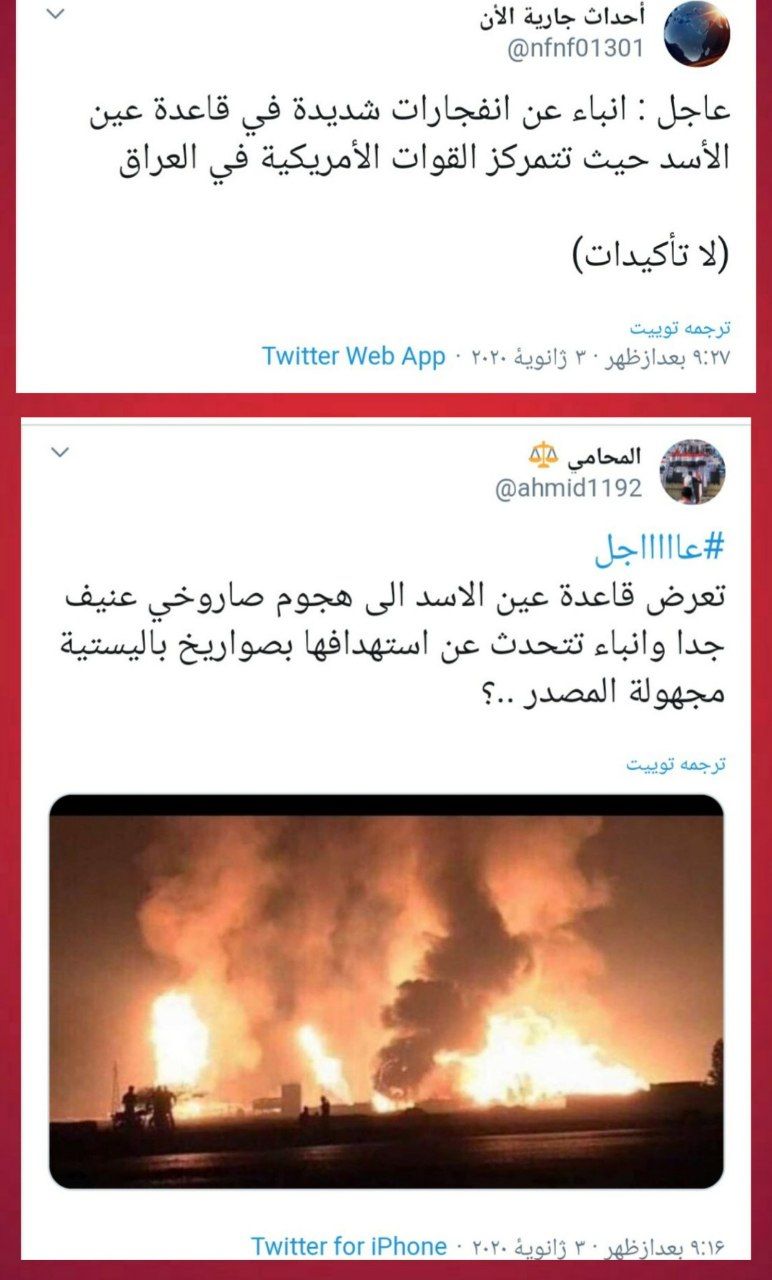 أحداث جارية الأن
@nfnf01301
عاجل : انباء عن انفجارات شديدة في قاعدة عين
الأسد حيث تتمركز القوات الأمريكية في العراق
(لا تأكيدات)
ترجمه توییت
۹:۲۷ بعدازظهر · ۳ ژانویهٔ ۲۰۲۰ · Twitter Web App
المحامي ⚖️
@ahmid1192
#عااااااجل
تعرض قاعدة عين الاسد الى هجوم صاروخي عنيف
جدا وانباء تتحدث عن استهدافها بصواريخ باليستية
مجهولة المصدر ..؟
ترجمه توییت
۹:۱۶ بعدازظهر · ۳ ژانویهٔ ۲۰۲۰ · Twitter for iPhone